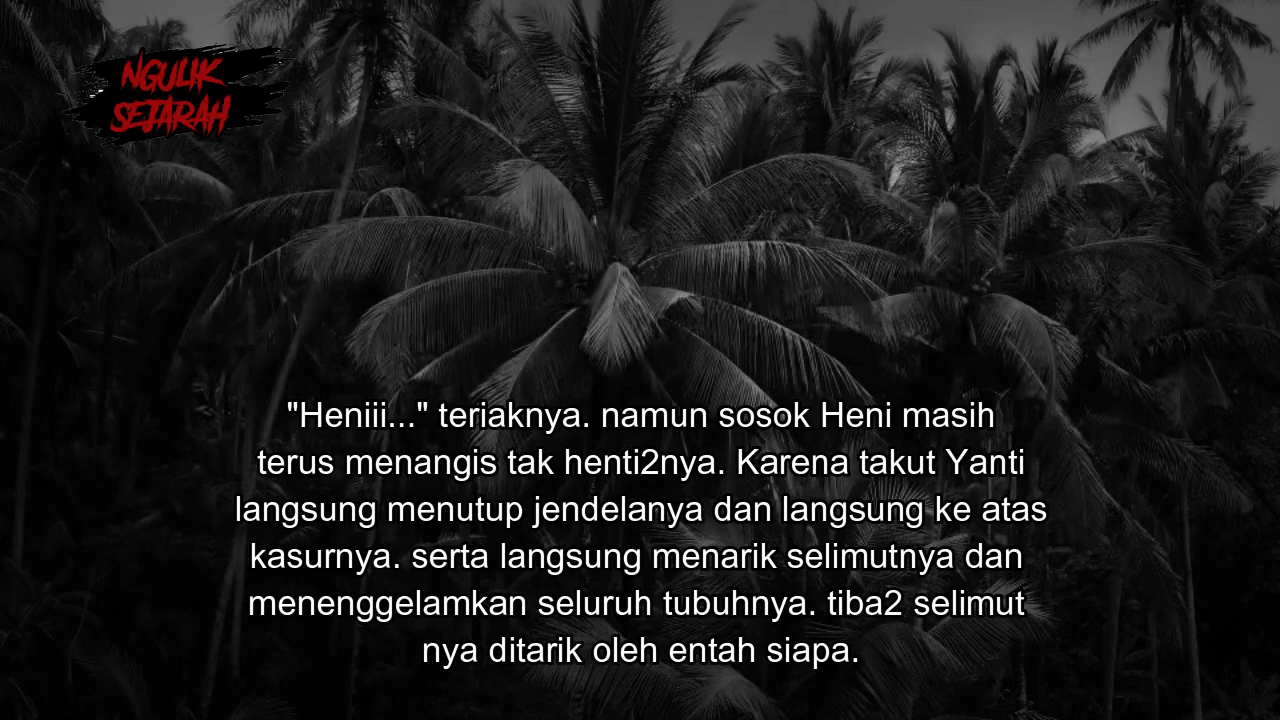 NGULIK
SEJARAH
"Heniii..." teriaknya. namun sosok Heni masih
terus menangis tak henti2nya. Karena takut Yanti
langsung menutup jendelanya dan langsung ke atas
kasurnya. serta langsung menarik selimutnya dan
menenggelamkan seluruh tubuhnya. tiba2 selimut
nya ditarik oleh entah siapa.